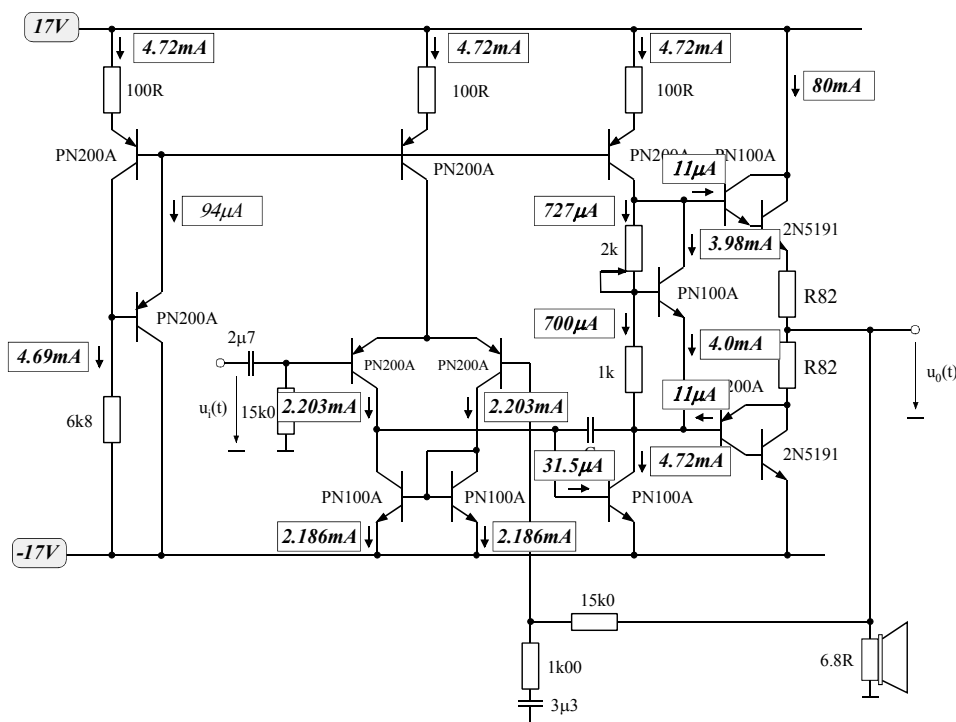 17V
4.72mA
4.72mA
4.72mA
80mA
100R
100R
100R
PN200A
PN200A
PN200A
PN100A
11µA
94µA
727µA
2N5191
3.98mA
2k
PN100A
R82
PN200A
2µ7
700µA
4.69mA
PN200A
PN200A
4.0mA
1k
R82
u0(t)
ui(t)
15k0
2.203mA
2.203mA
11µA
6k8
2N5191
31.5µA
4.72mA
PN100A
PN100A
PN100A
2.186mA
2.186mA
-17V
15k0
6.8R
1k00
3µ3